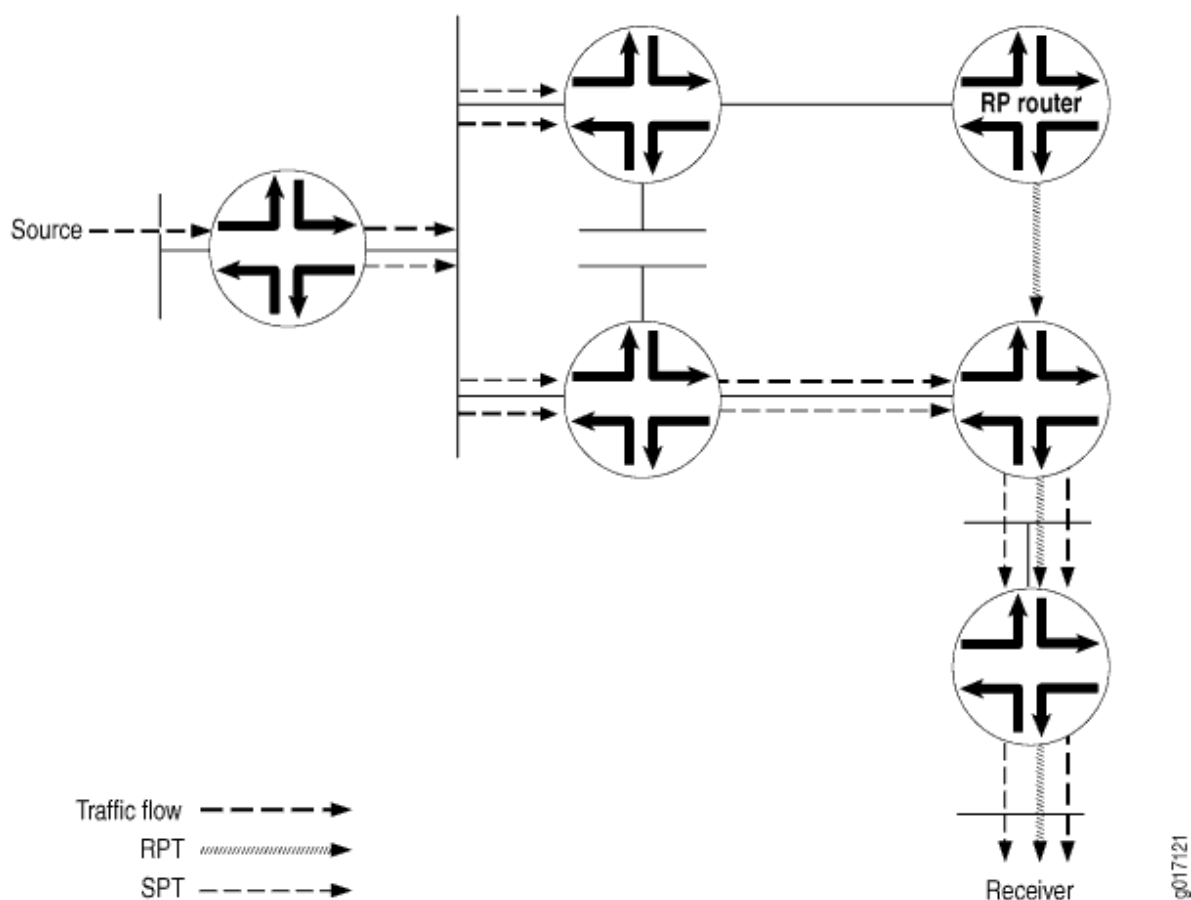 RP router
Source
Traffic flow
RPT
SPT
Receiver
g017121